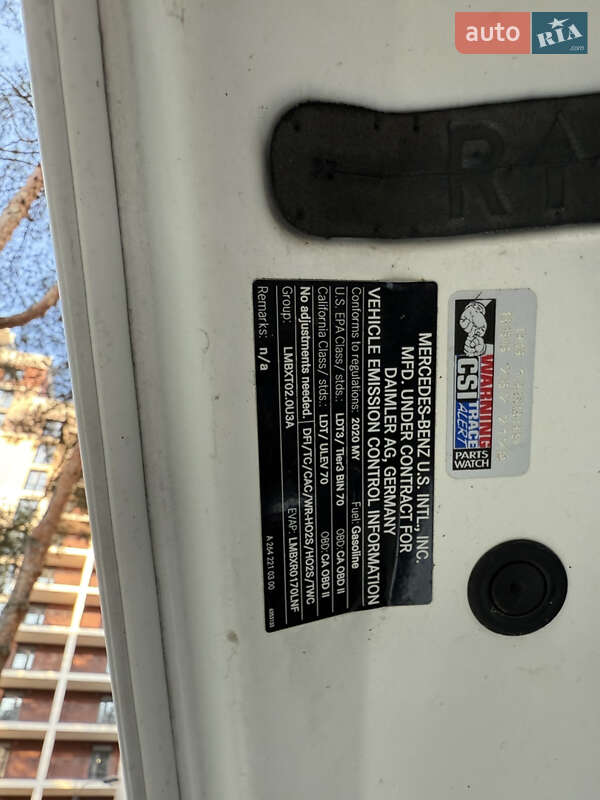 auto RIA.com
RA
MERCEDES-BENZ U.S. INTL., INC.
MFD. UNDER CONTRACT FOR
DAIMLER AG, GERMANY
VEHICLE EMISSION CONTROL INFORMATION
Conforms to regulations: 2020 MY Fuel: Gasoline
U.S. EPA Class / stds.: LDT3 / Tier3 BIN 70 OBD: CA OBD II
California Class / stds.: LDT / ULEV 70 OBD: CA OBD II
No adjustments needed. DFI/TC/CAC/WR-HO2S/HO2S/TWC
Group: LMBXT02.0U3A EVAP: LMBXR0170LNF
Remarks: n/a A 264 221 03 00
WARNING
CSI TRACE
ALERT
PARTS
WATCH